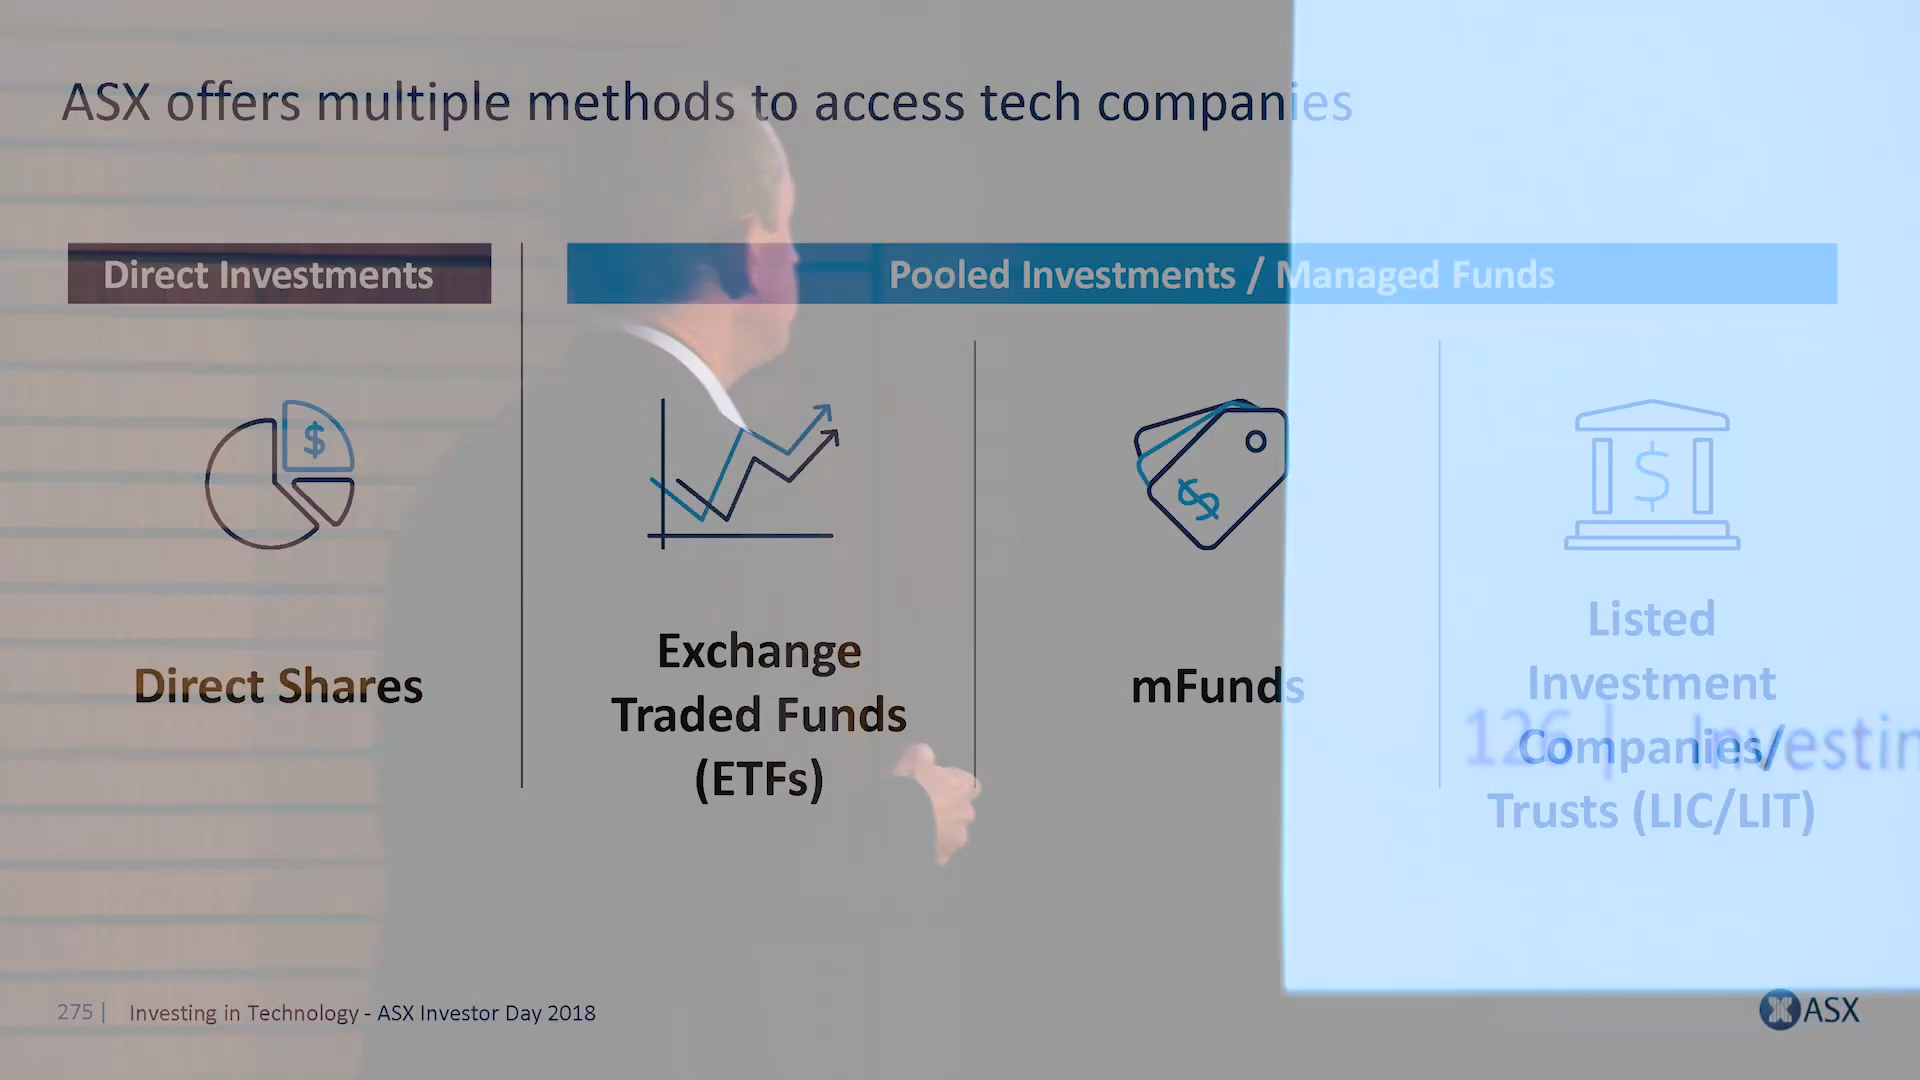 ASX offers multiple methods to access tech companies
Direct Investments
Pooled Investments / Managed Funds
$
$
$
Direct Shares
Exchange
Traded Funds
(ETFs)
mFunds
Listed
Investment
Companies/
Trusts (LIC/LIT)
126 |
275 | Investing in Technology - ASX Investor Day 2018
ASX